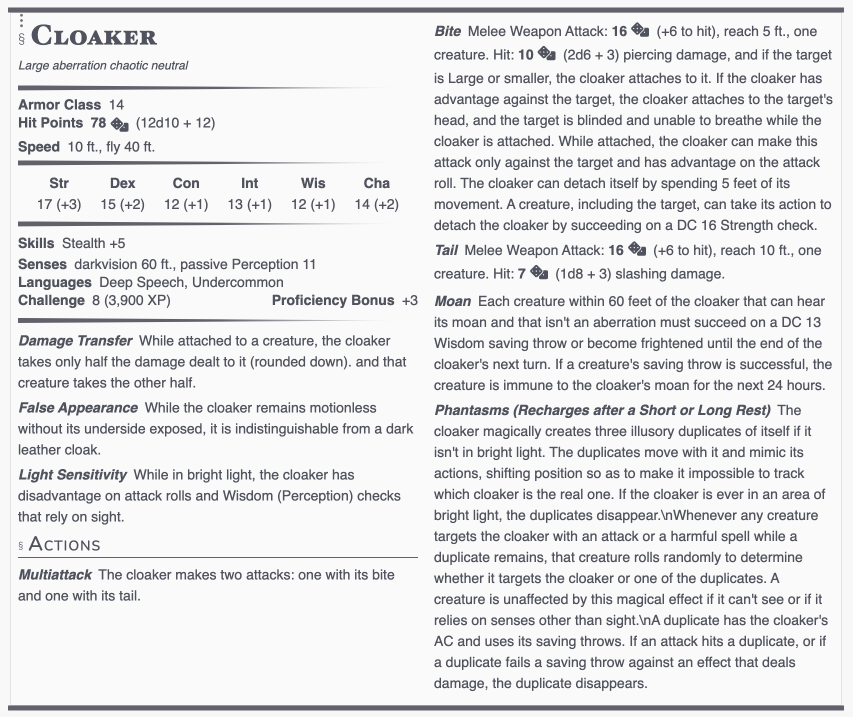 § CLOAKER
Large aberration chaotic neutral
Armor Class 14
Hit Points 78 (12d10 + 12)
Speed 10 ft., fly 40 ft.
Str Dex Con Int Wis Cha
17 (+3) 15 (+2) 12 (+1) 13 (+1) 12 (+1) 14 (+2)
Skills Stealth +5
Senses darkvision 60 ft., passive Perception 11
Languages Deep Speech, Undercommon
Challenge 8 (3,900 XP) Proficiency Bonus +3
Damage Transfer While attached to a creature, the cloaker
takes only half the damage dealt to it (rounded down). and that
creature takes the other half.
False Appearance While the cloaker remains motionless
without its underside exposed, it is indistinguishable from a dark
leather cloak.
Light Sensitivity While in bright light, the cloaker has
disadvantage on attack rolls and Wisdom (Perception) checks
that rely on sight.
§ ACTIONS
Multiattack The cloaker makes two attacks: one with its bite
and one with its tail.
Bite Melee Weapon Attack: 16 (+6 to hit), reach 5 ft., one
creature. Hit: 10 (2d6 + 3) piercing damage, and if the target
is Large or smaller, the cloaker attaches to it. If the cloaker has
advantage against the target, the cloaker attaches to the target's
head, and the target is blinded and unable to breathe while the
cloaker is attached. While attached, the cloaker can make this
attack only against the target and has advantage on the attack
roll. The cloaker can detach itself by spending 5 feet of its
movement. A creature, including the target, can take its action to
detach the cloaker by succeeding on a DC 16 Strength check.
Tail Melee Weapon Attack: 16 (+6 to hit), reach 10 ft., one
creature. Hit: 7 (1d8 + 3) slashing damage.
Moan Each creature within 60 feet of the cloaker that can hear
its moan and that isn't an aberration must succeed on a DC 13
Wisdom saving throw or become frightened until the end of the
cloaker's next turn. If a creature's saving throw is successful, the
creature is immune to the cloaker's moan for the next 24 hours.
Phantasms (Recharges after a Short or Long Rest) The
cloaker magically creates three illusory duplicates of itself if it
isn't in bright light. The duplicates move with it and mimic its
actions, shifting position so as to make it impossible to track
which cloaker is the real one. If the cloaker is ever in an area of
bright light, the duplicates disappear.\nWhenever any creature
targets the cloaker with an attack or a harmful spell while a
duplicate remains, that creature rolls randomly to determine
whether it targets the cloaker or one of the duplicates. A
creature is unaffected by this magical effect if it can't see or if it
relies on senses other than sight.\nA duplicate has the cloaker's
AC and uses its saving throws. If an attack hits a duplicate, or if
a duplicate fails a saving throw against an effect that deals
damage, the duplicate disappears.